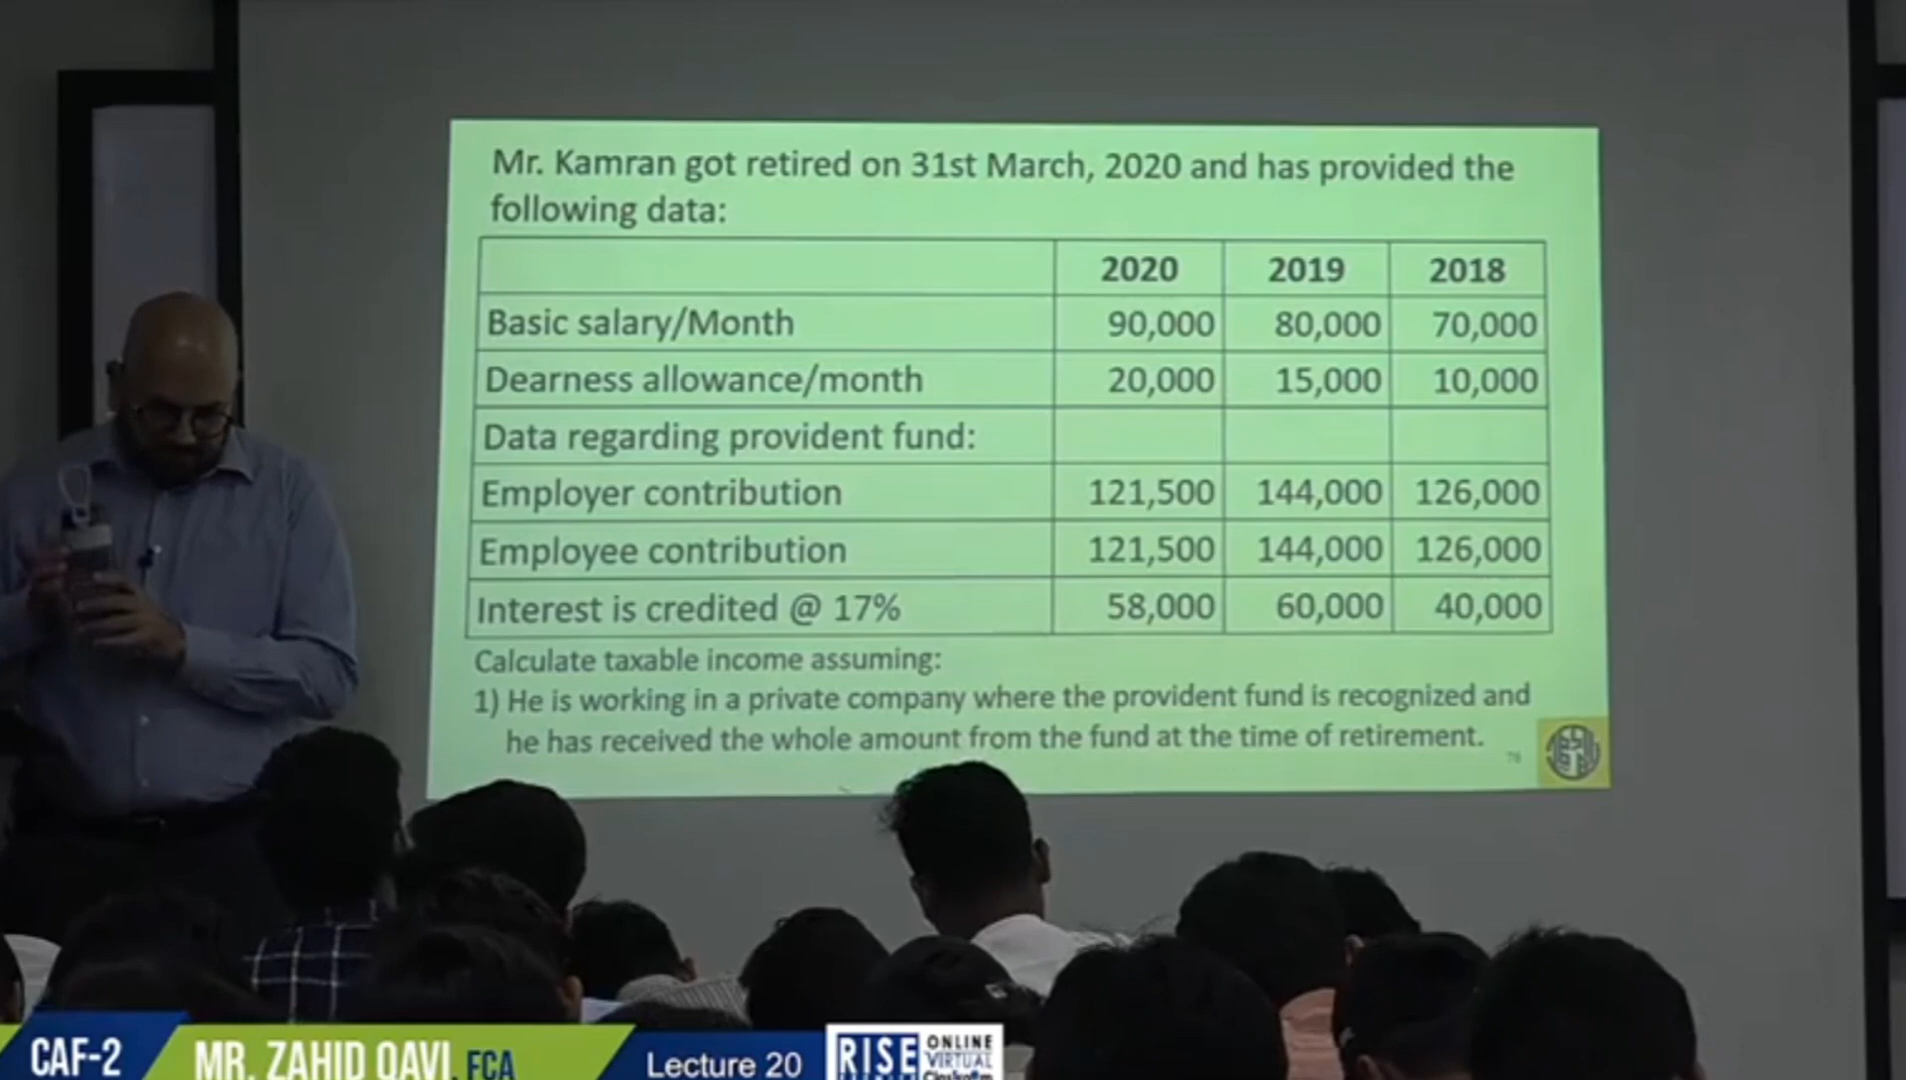 Mr. Kamran got retired on 31st March, 2020 and has provided the
following data:
2020 2019 2018
Basic salary/Month 90,000 80,000 70,000
Dearness allowance/month 20,000 15,000 10,000
Data regarding provident fund:
Employer contribution 121,500 144,000 126,000
Employee contribution 121,500 144,000 126,000
Interest is credited @ 17% 58,000 60,000 40,000
Calculate taxable income assuming:
1) He is working in a private company where the provident fund is recognized and
he has received the whole amount from the fund at the time of retirement.
CAF-2
MR. ZAHID QAVI, FCA
Lecture 20
RISE
ONLINE
VIRTUAL